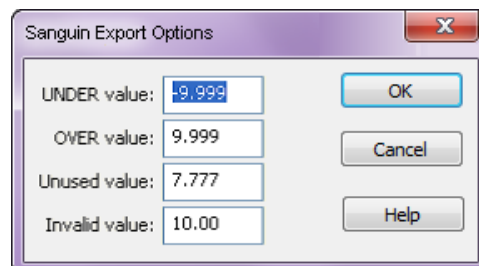 Sanguin Export Options
UNDER value: -9.999
OK
OVER value: 9.999
Cancel
Unused value: 7.777
Invalid value: 10.00
Help